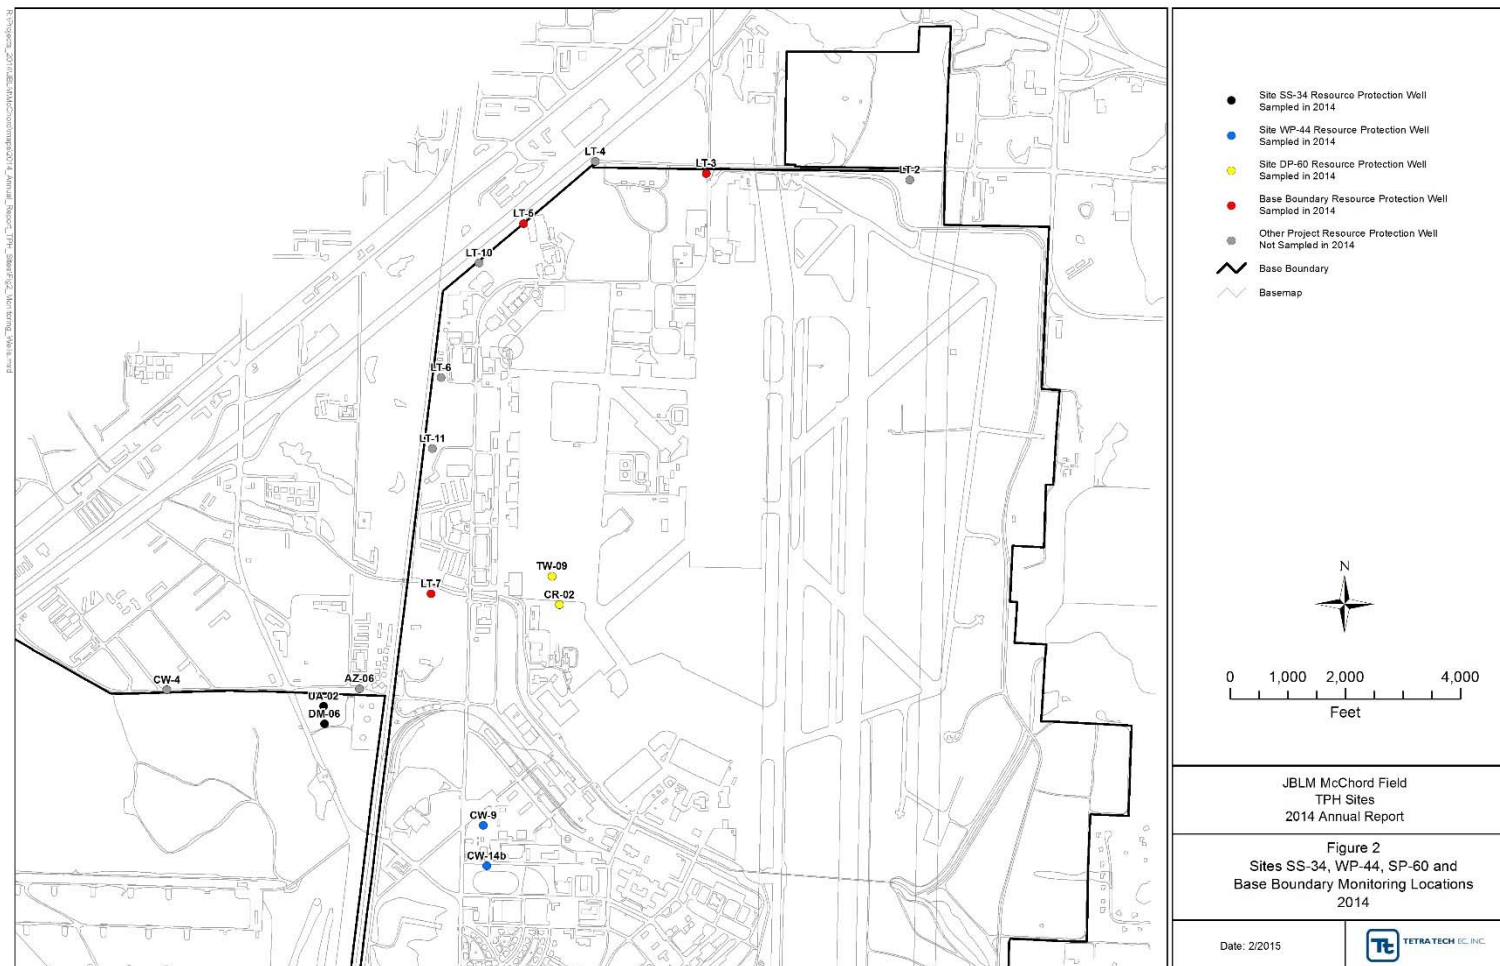 LT-4
LT-3
LT-2
LT-5
LT-10
LT-6
LT-11
TW-09
LT-7
CR-02
CW-4
AZ-06
UA-02
DM-06
CW-9
CW-14b
Site SS-34 Resource Protection Well
Sampled in 2014
Site WP-44 Resource Protection Well
Sampled in 2014
Site DP-60 Resource Protection Well
Sampled in 2014
Base Boundary Resource Protection Well
Sampled in 2014
Other Project Resource Protection Well
Not Sampled in 2014
Base Boundary
Basemap
N
0 1,000 2,000 4,000
Feet
JBLM McChord Field
TPH Sites
2014 Annual Report
Figure 2
Sites SS-34, WP-44, SP-60 and
Base Boundary Monitoring Locations
2014
Date: 2/2015
Tt TETRA TECH EC, INC.